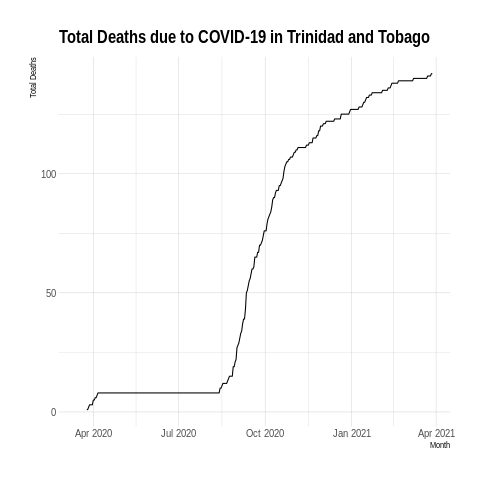 Total Deaths due to COVID-19 in Trinidad and Tobago
Total Deaths
100
50
0
Apr 2020 Jul 2020 Oct 2020 Jan 2021 Apr 2021
Month